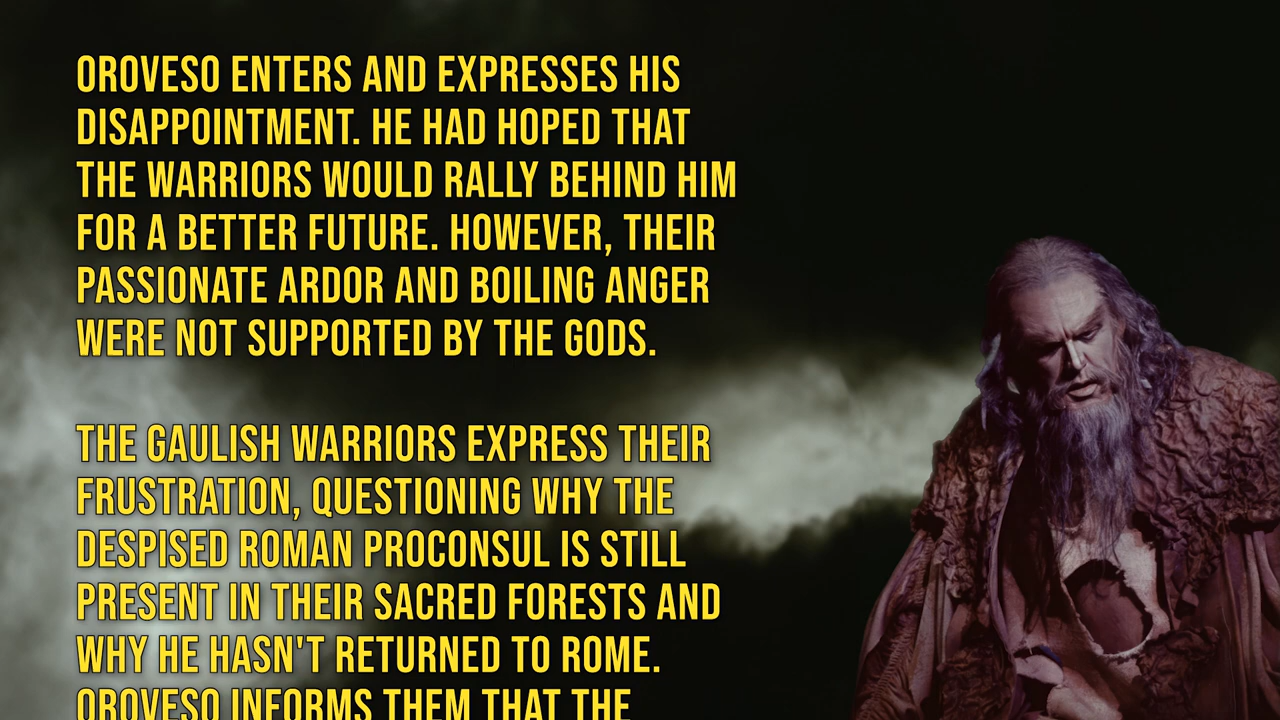 OROVESO ENTERS AND EXPRESSES HIS
DISAPPOINTMENT. HE HAD HOPED THAT
THE WARRIORS WOULD RALLY BEHIND HIM
FOR A BETTER FUTURE. HOWEVER, THEIR
PASSIONATE ARDOR AND BOILING ANGER
WERE NOT SUPPORTED BY THE GODS.
THE GAULISH WARRIORS EXPRESS THEIR
FRUSTRATION, QUESTIONING WHY THE
DESPISED ROMAN PROCONSUL IS STILL
PRESENT IN THEIR SACRED FORESTS AND
WHY HE HASN'T RETURNED TO ROME.
OROVESO INFORMS THEM THAT THE